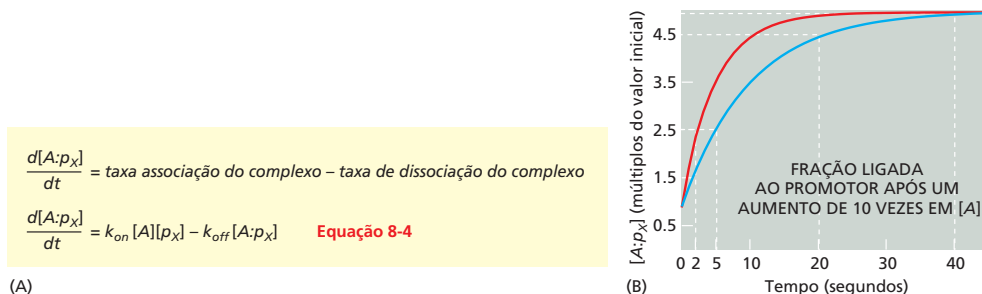 d[A:pX]
dt
= taxa associação do complexo – taxa de dissociação do complexo
d[A:pX]
dt
= kon [A][pX] – koff [A:pX] Equação 8-4
(A)
[A:pX] (múltiplos do valor inicial)
4.5
3.5
2.5
1.5
0.5
FRAÇÃO LIGADA
AO PROMOTOR APÓS UM
AUMENTO DE 10 VEZES EM [A]
0 2 5 10 20 30 40
(B) Tempo (segundos)